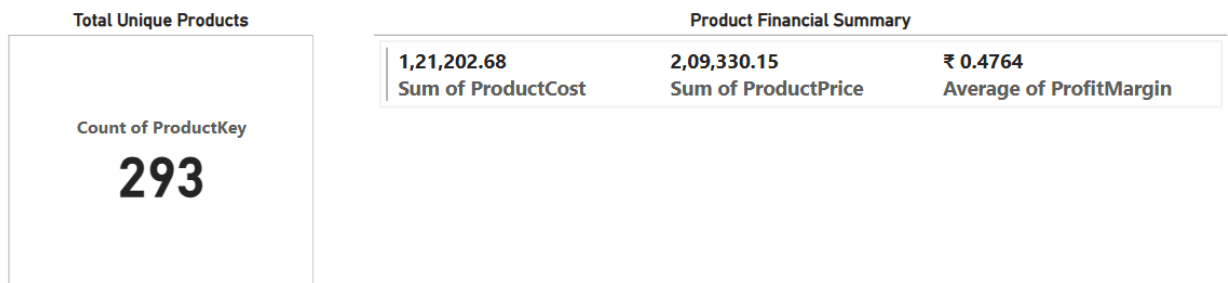 Total Unique Products
Count of ProductKey
293
Product Financial Summary
1,21,202.68 2,09,330.15 ₹ 0.4764
Sum of ProductCost Sum of ProductPrice Average of ProfitMargin